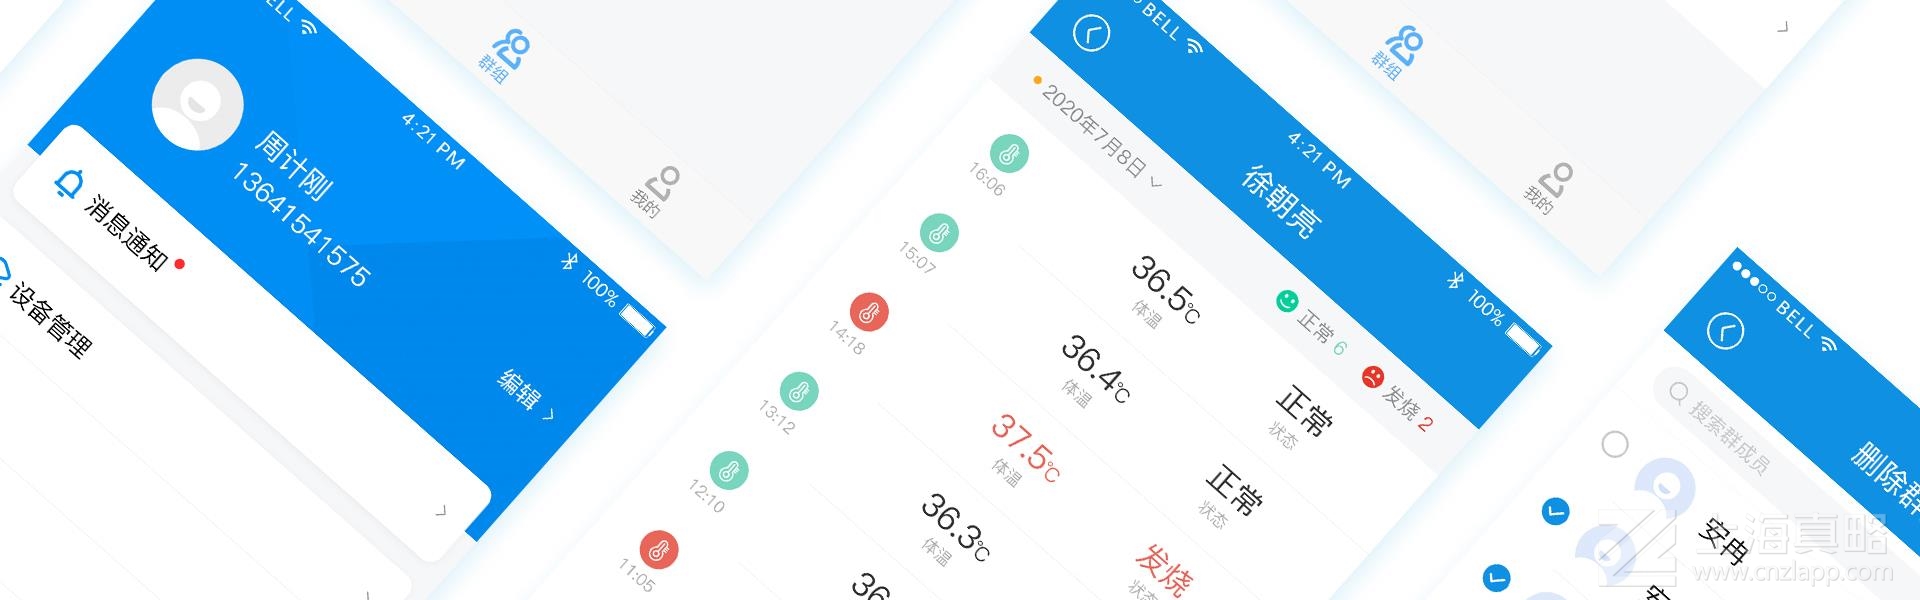 BELL
4:21 PM
100%
周计刚
13641541575
编辑
消息通知
设备管理
群组
我的
BELL
4:21 PM
100%
徐朝亮
2020年7月8日
正常 6
发烧 2
16:06
36.5℃
体温
正常
状态
15:07
36.4℃
体温
正常
状态
14:18
37.5℃
体温
发烧
状态
13:12
36.3℃
体温
12:10
36
11:05
群组
我的
BELL
删除群
搜索群成员
安冉
安
上海真略
www.cnzlapp.com